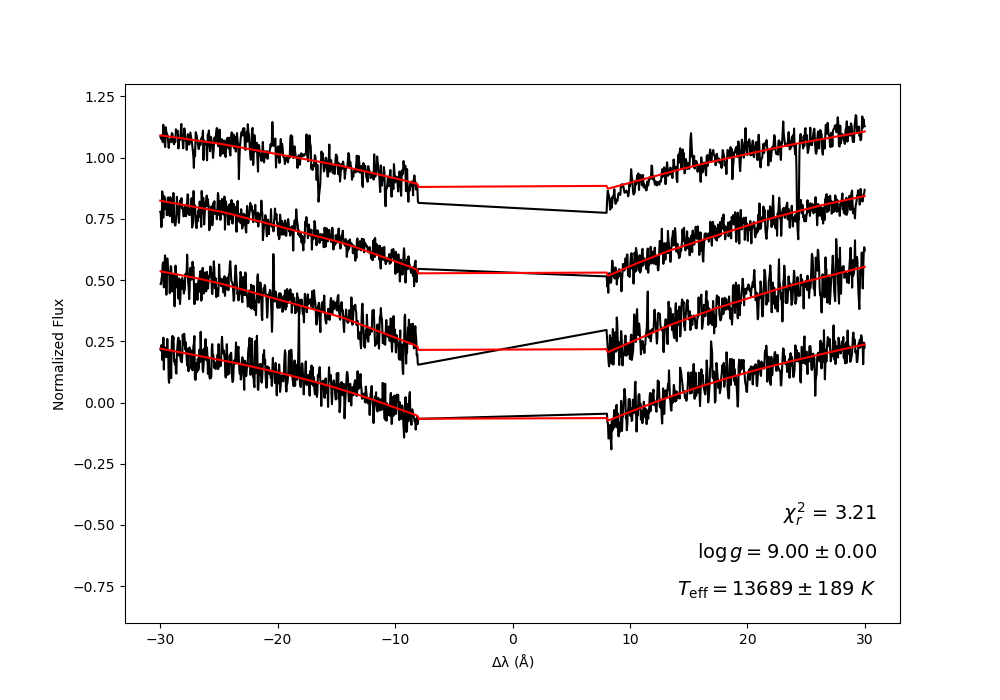 1.25
1.00
0.75
0.50
0.25
0.00
−0.25
−0.50
−0.75
Normalized Flux
χ²ᵣ = 3.21
log g = 9.00 ± 0.00
T_eff = 13689 ± 189 K
−30 −20 −10 0 10 20 30
Δλ (Å)